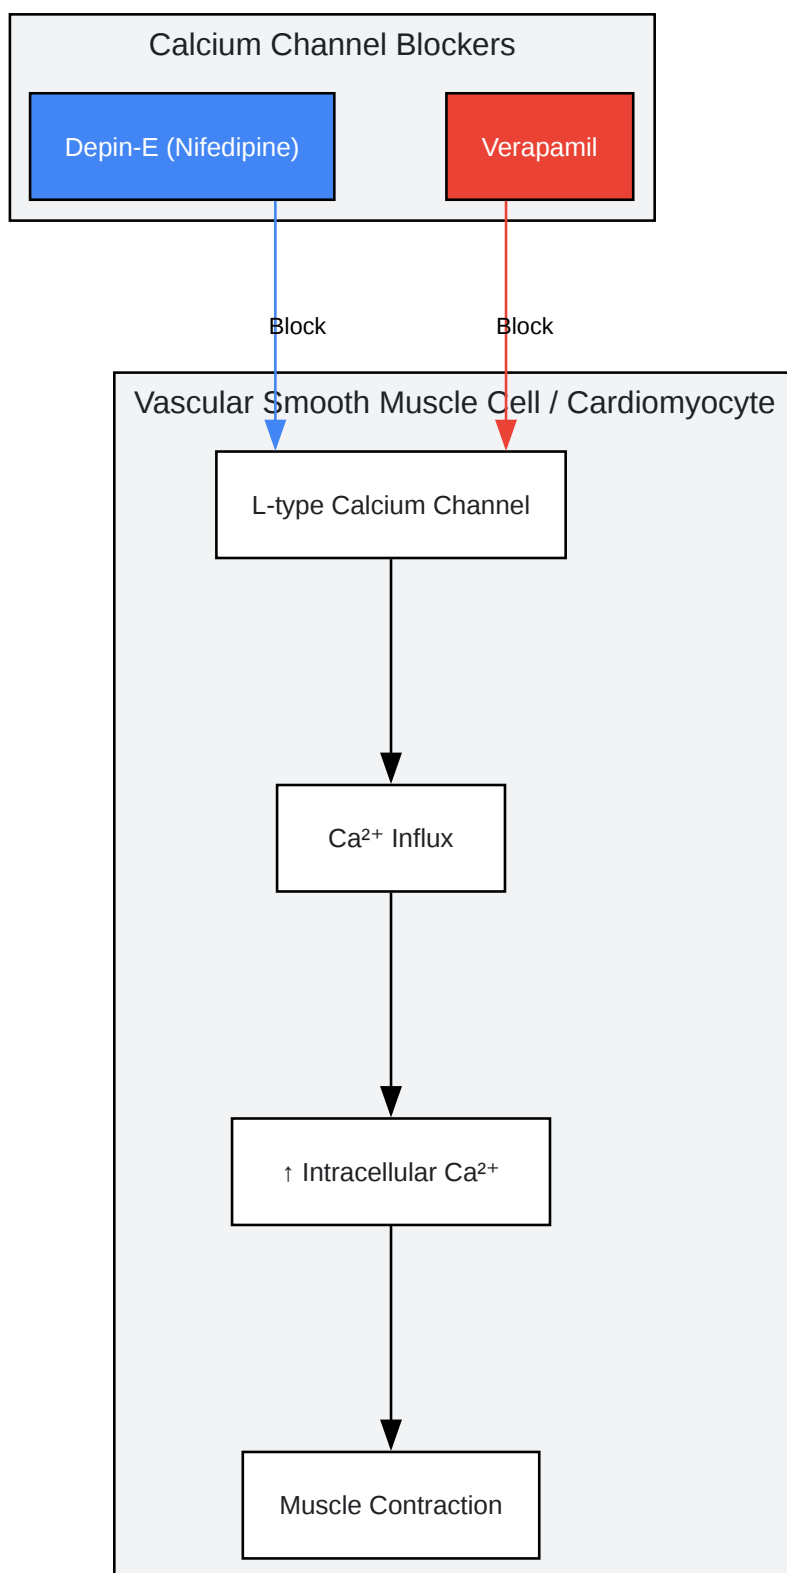 Calcium Channel Blockers
Depin-E (Nifedipine)
Verapamil
Block
Block
Vascular Smooth Muscle Cell / Cardiomyocyte
L-type Calcium Channel
Ca²⁺ Influx
↑ Intracellular Ca²⁺
Muscle Contraction